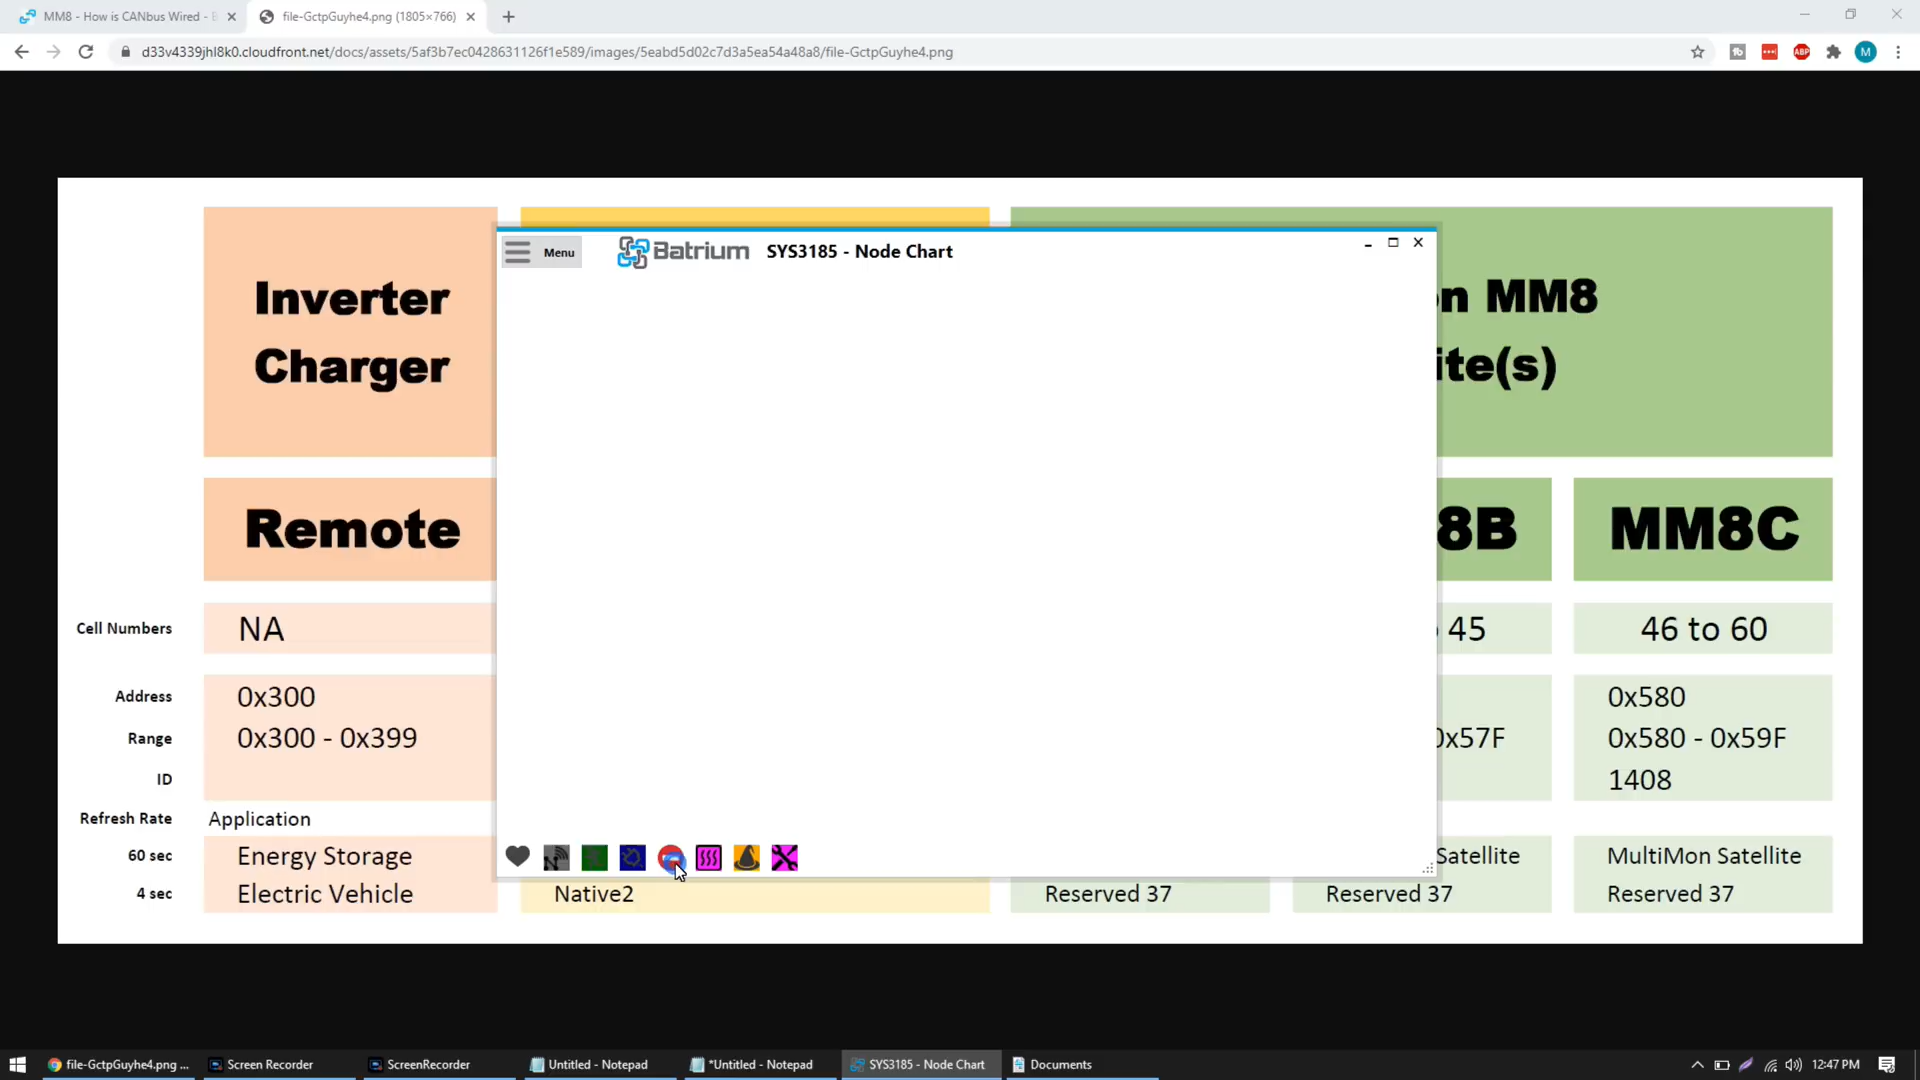 MM8 - How is CANbus Wired - B
file-GctpGuyhe4.png (1805×766)
d33v4339jhl8k0.cloudfront.net/docs/assets/5af3b7ec0428631126f1e589/images/5eabd5d02c7d3a5ea54a48a8/file-GctpGuyhe4.png
ABP
M
Inverter
Charger
Menu
Batrium
SYS3185 - Node Chart
n MM8
ite(s)
Remote
8B
MM8C
Cell Numbers
NA
45
46 to 60
Address
0x300
0x580
Range
0x300 - 0x399
0x57F
0x580 - 0x59F
ID
1408
Refresh Rate
Application
60 sec
Energy Storage
Satellite
MultiMon Satellite
4 sec
Electric Vehicle
Native2
Reserved 37
Reserved 37
Reserved 37
file-GctpGuyhe4.png ...
Screen Recorder
ScreenRecorder
Untitled - Notepad
*Untitled - Notepad
SYS3185 - Node Chart
Documents
12:47 PM